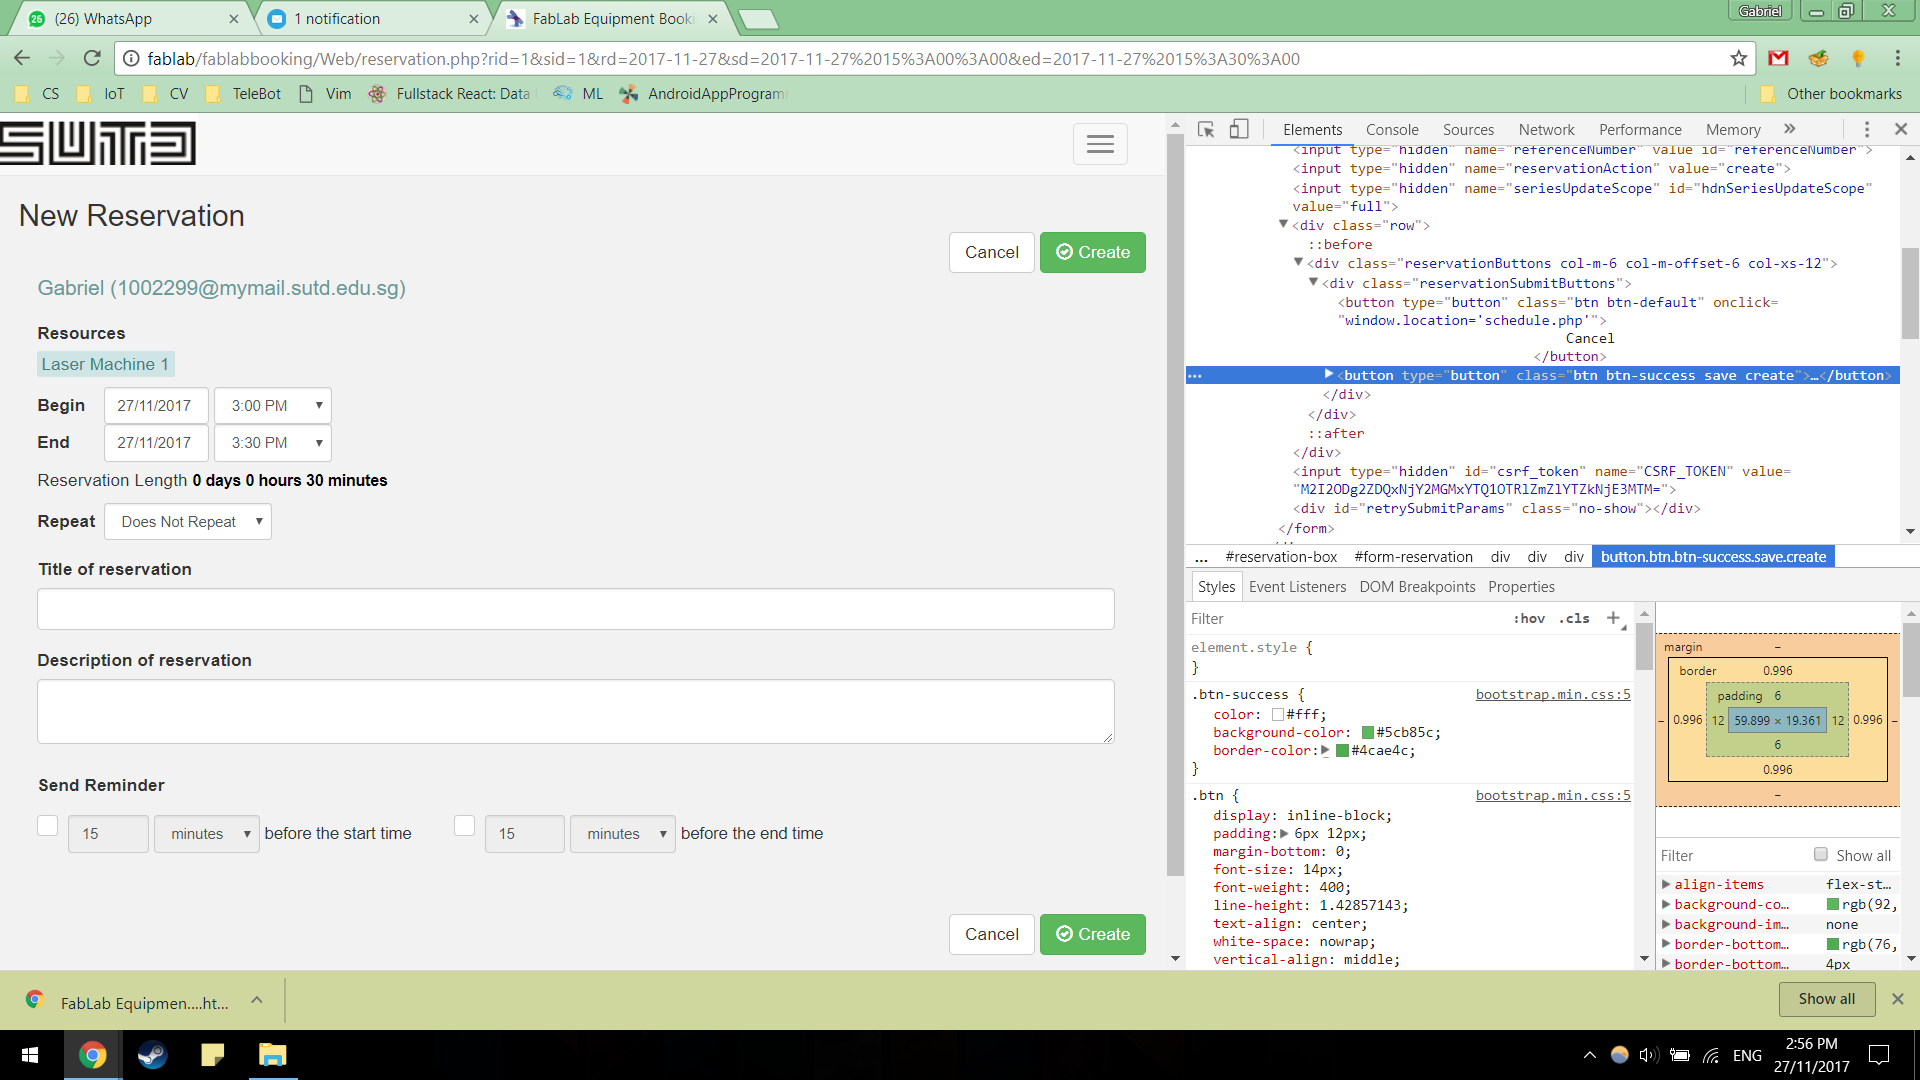 (26) WhatsApp
1 notification
FabLab Equipment Booki
Gabriel
fablab/fablabbooking/Web/reservation.php?rid=1&sid=1&rd=2017-11-27&sd=2017-11-27%2015%3A00%3A00&ed=2017-11-27%2015%3A30%3A00
CS IoT CV TeleBot Vim Fullstack React: Data ML AndroidAppProgram Other bookmarks
SUTD
New Reservation
Cancel Create
Gabriel (1002299@mymail.sutd.edu.sg)
Resources
Laser Machine 1
Begin 27/11/2017 3:00 PM
End 27/11/2017 3:30 PM
Reservation Length 0 days 0 hours 30 minutes
Repeat Does Not Repeat
Title of reservation
Description of reservation
Send Reminder
15 minutes before the start time 15 minutes before the end time
Cancel Create
Elements Console Sources Network Performance Memory »
<input type="hidden" name="referenceNumber" value id="referenceNumber">
<input type="hidden" name="reservationAction" value="create">
<input type="hidden" name="seriesUpdateScope" id="hdnSeriesUpdateScope"
value="full">
<div class="row">
::before
<div class="reservationButtons col-m-6 col-m-offset-6 col-xs-12">
<div class="reservationSubmitButtons">
<button type="button" class="btn btn-default" onclick=
"window.location='schedule.php'">
Cancel
</button>
<button type="button" class="btn btn-success save create">…</button>
</div>
</div>
::after
</div>
<input type="hidden" id="csrf_token" name="CSRF_TOKEN" value=
"M2I2ODg2ZDQxNjY2MGMxYTQ1OTRlZmZlYTZkNjE3MTM=">
<div id="retrySubmitParams" class="no-show"></div>
</form>
... #reservation-box #form-reservation div div div button.btn.btn-success.save.create
Styles Event Listeners DOM Breakpoints Properties
Filter :hov .cls +
element.style {
}
.btn-success { bootstrap.min.css:5
color: #fff;
background-color: #5cb85c;
border-color: #4cae4c;
}
.btn { bootstrap.min.css:5
display: inline-block;
padding: 6px 12px;
margin-bottom: 0;
font-size: 14px;
font-weight: 400;
line-height: 1.42857143;
text-align: center;
white-space: nowrap;
vertical-align: middle;
margin –
border 0.996
padding 6
– 0.996 12 59.899 × 19.361 12 0.996 –
6
0.996
–
Filter Show all
align-items flex-st…
background-co… rgb(92,
background-im… none
border-bottom… rgb(76,
border-bottom… 4px
FabLab Equipmen....ht...
Show all
ENG
2:56 PM
27/11/2017